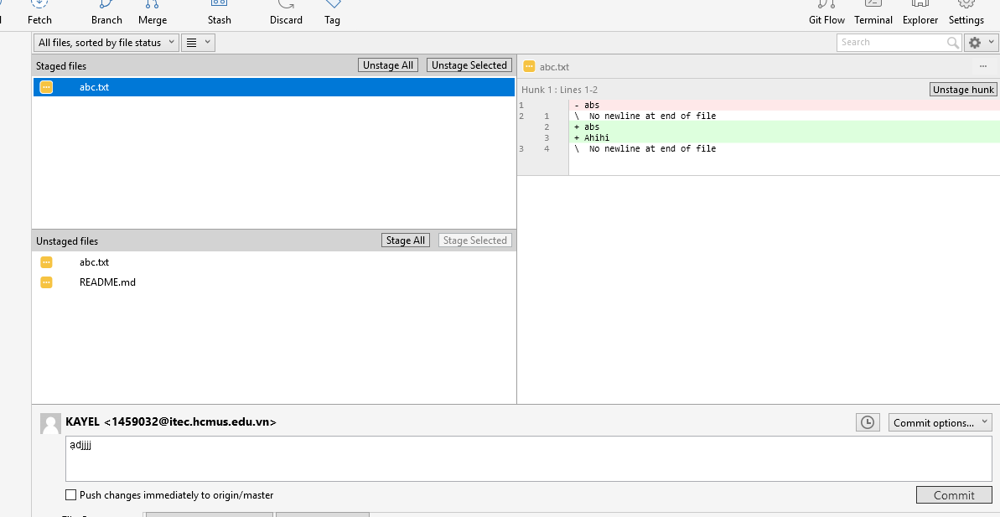 Fetch Branch Merge Stash Discard Tag Git Flow Terminal Explorer Settings
All files, sorted by file status Search
Staged files Unstage All Unstage Selected
abc.txt
abc.txt
Hunk 1 : Lines 1-2 Unstage hunk
1 - abs
2 1 \ No newline at end of file
2 + abs
3 + Ahihi
3 4 \ No newline at end of file
Unstaged files Stage All Stage Selected
abc.txt
README.md
KAYEL <1459032@itec.hcmus.edu.vn> Commit options...
ạdjjjj
Push changes immediately to origin/master
Commit